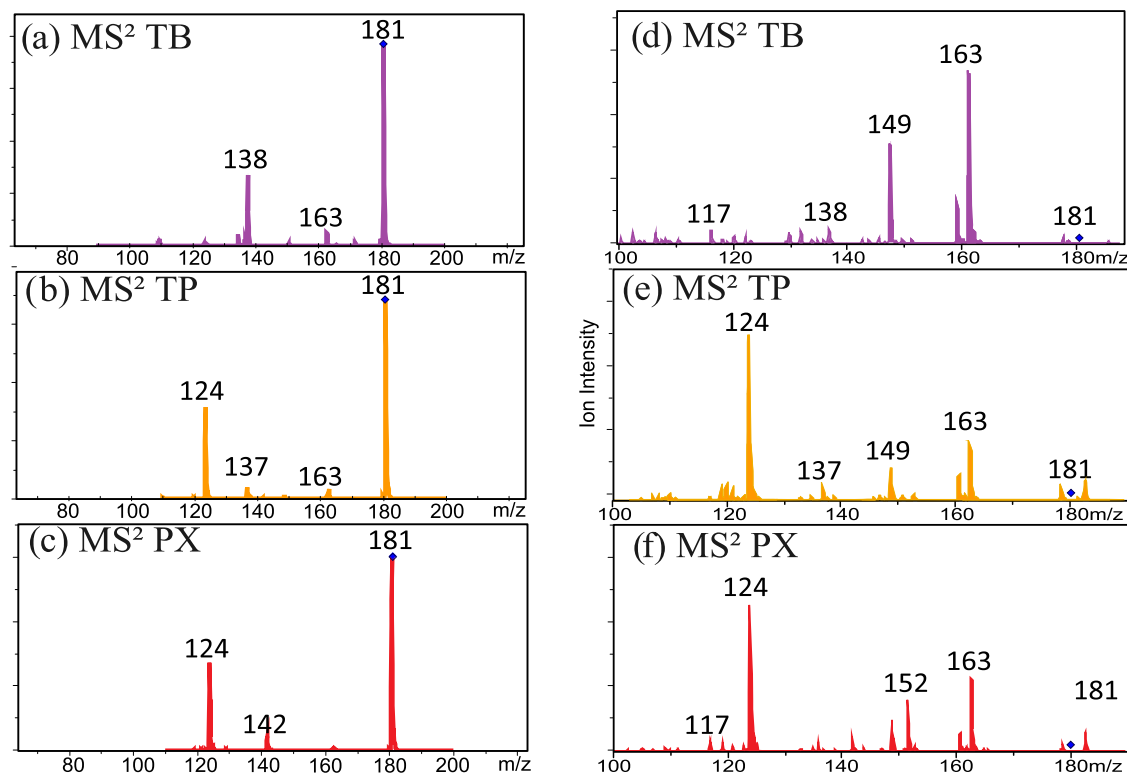 (a) MS² TB
181
138
163
80 100 120 140 160 180 200 m/z
(b) MS² TP
181
124
137
163
80 100 120 140 160 180 200 m/z
(c) MS² PX
181
124
142
80 100 120 140 160 180 200 m/z
(d) MS² TB
163
149
117
138
181
100 120 140 160 180m/z
(e) MS² TP
Ion Intensity
124
163
149
137
181
100 120 140 160 180m/z
(f) MS² PX
124
163
152
181
117
100 120 140 160 180m/z